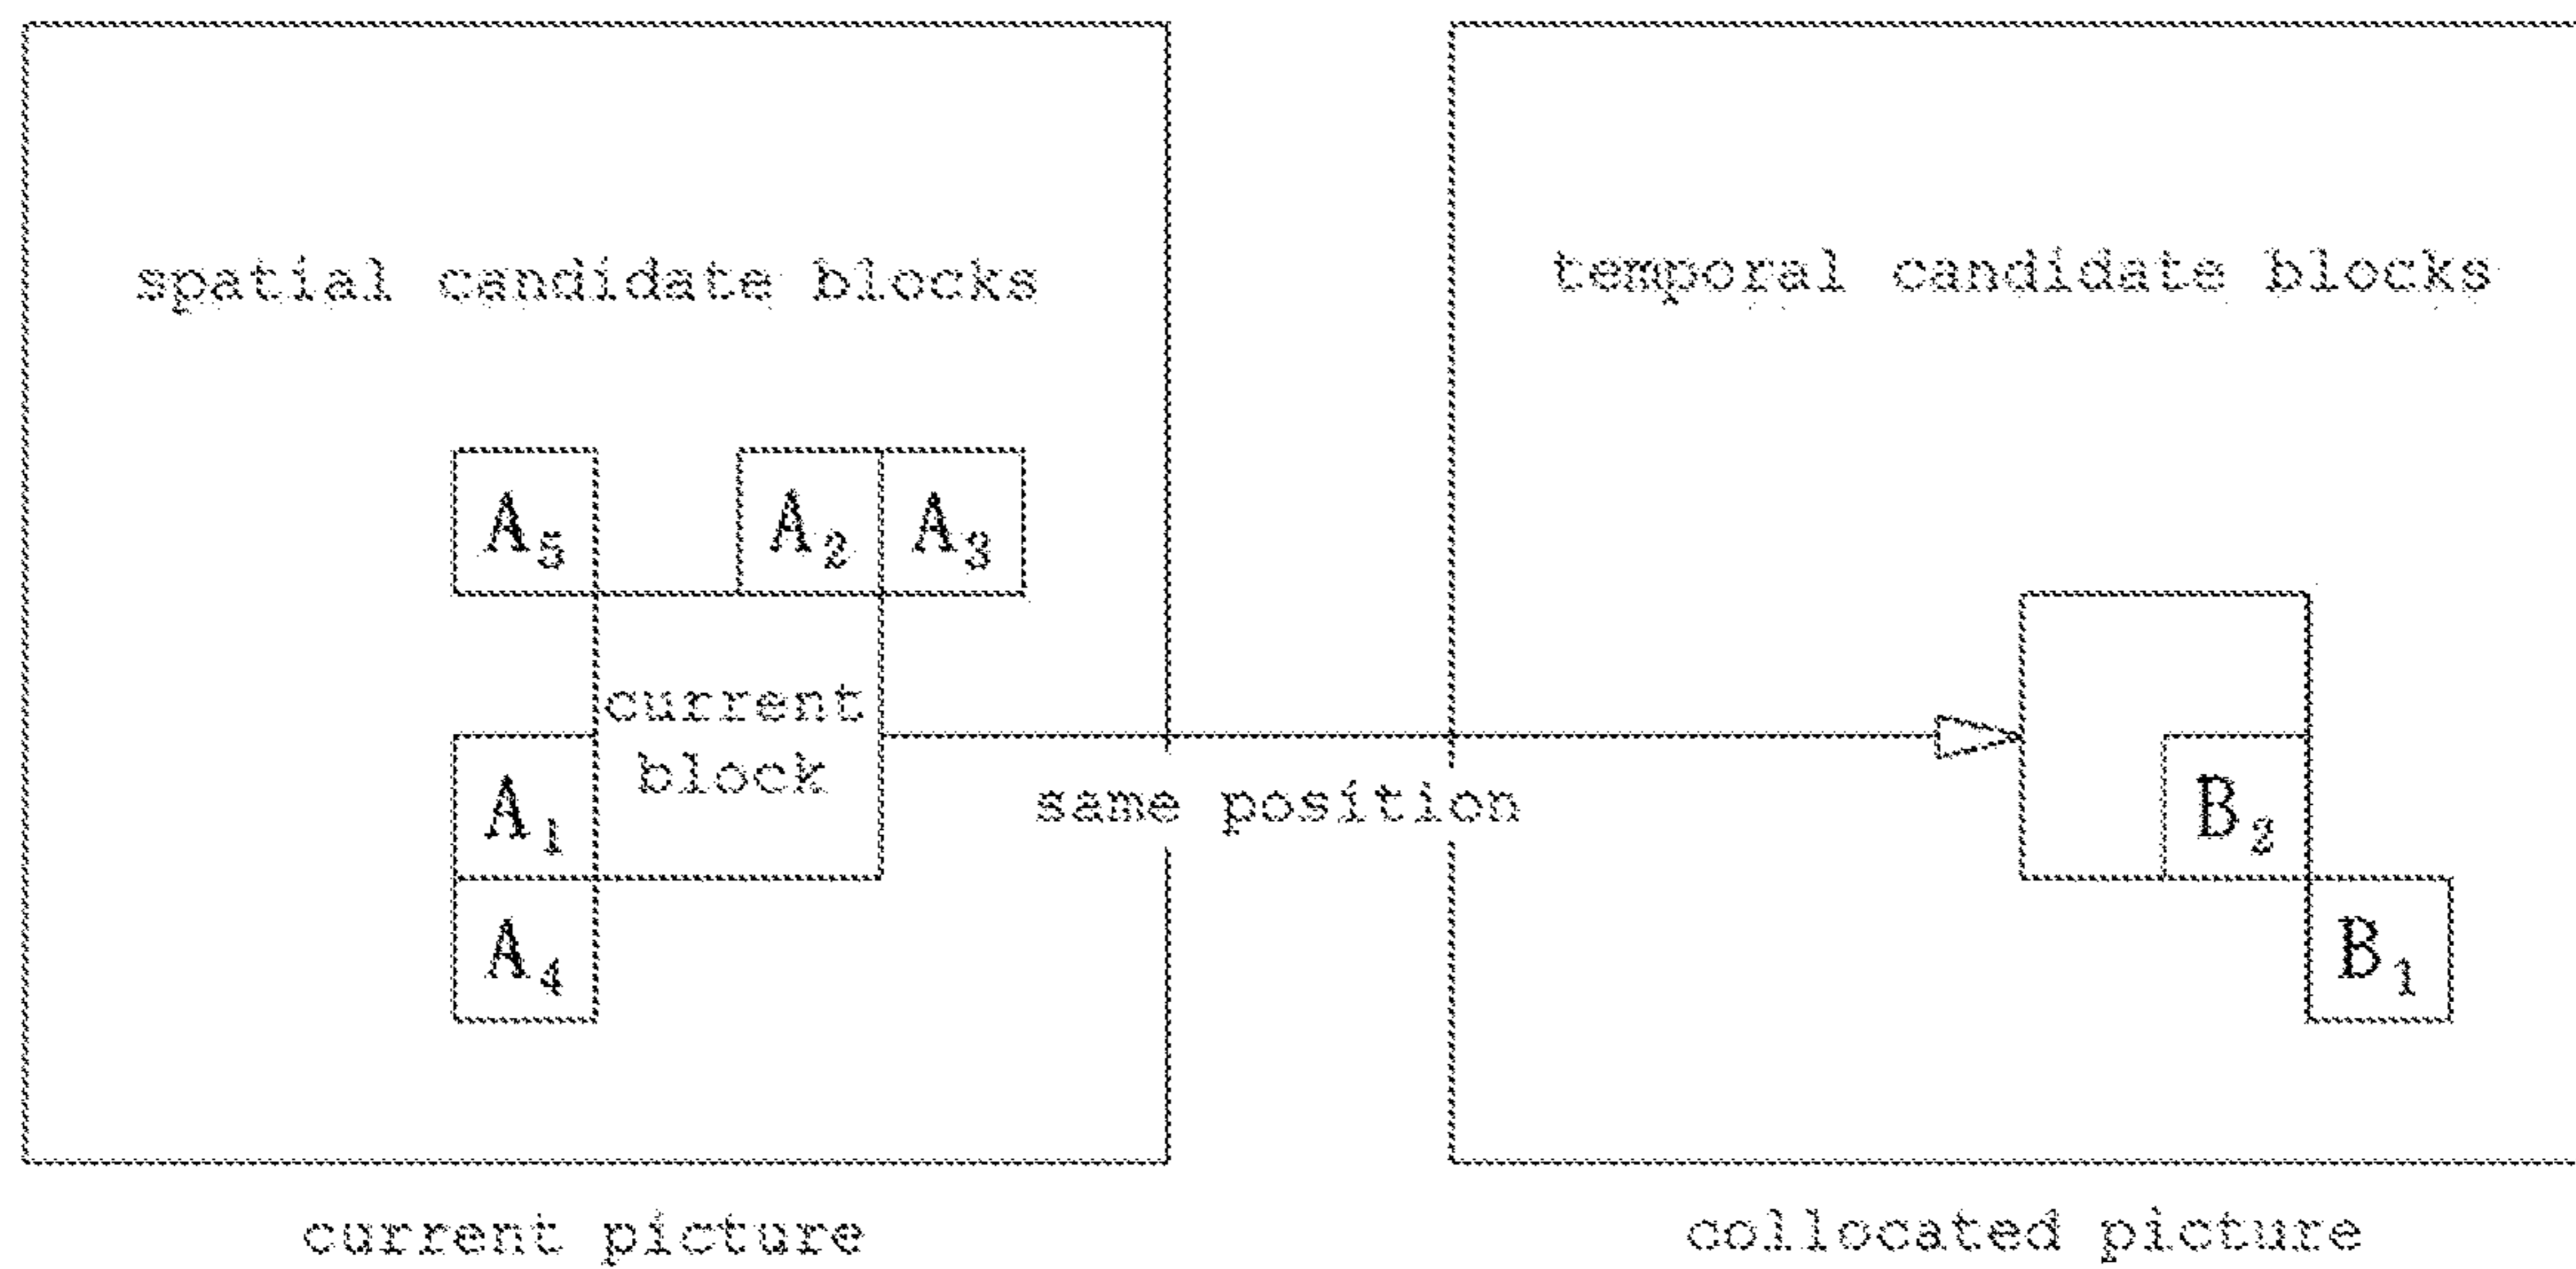 spatial candidate blocks
temporal candidate blocks
A5
A2
A3
current
block
A1
A4
same position
B2
B1
current picture
collocated picture